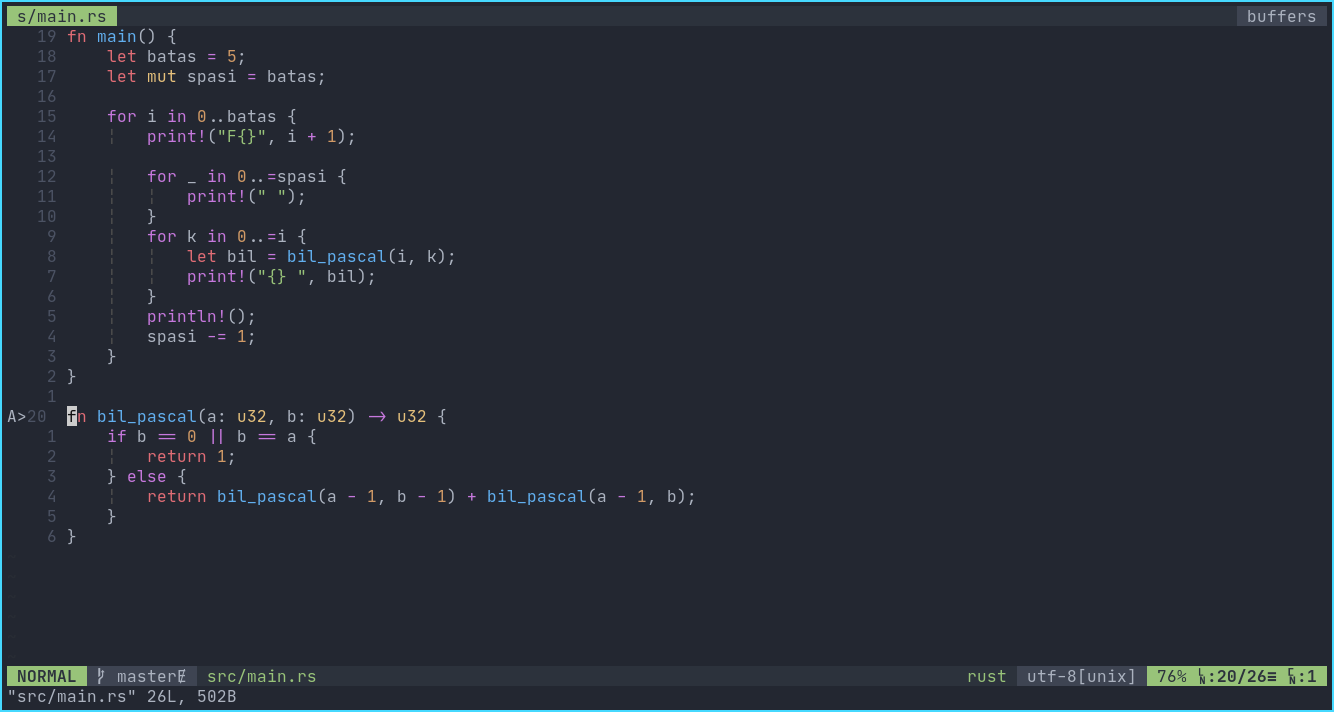 s/main.rs buffers
19 fn main() {
18     let batas = 5;
17     let mut spasi = batas;
16
15     for i in 0..batas {
14     ¦   print!("F{}", i + 1);
13
12     ¦   for _ in 0..=spasi {
11     ¦   ¦   print!(" ");
10     ¦   }
9     ¦   for k in 0..=i {
8     ¦   ¦   let bil = bil_pascal(i, k);
7     ¦   ¦   print!("{} ", bil);
6     ¦   }
5     ¦   println!();
4     ¦   spasi -= 1;
3     }
2 }
1
A>20 fn bil_pascal(a: u32, b: u32) -> u32 {
1     if b == 0 || b == a {
2     ¦   return 1;
3     } else {
4     ¦   return bil_pascal(a - 1, b - 1) + bil_pascal(a - 1, b);
5     }
6 }
NORMAL master src/main.rs rust utf-8[unix] 76% :20/26≡ :1
"src/main.rs" 26L, 502B